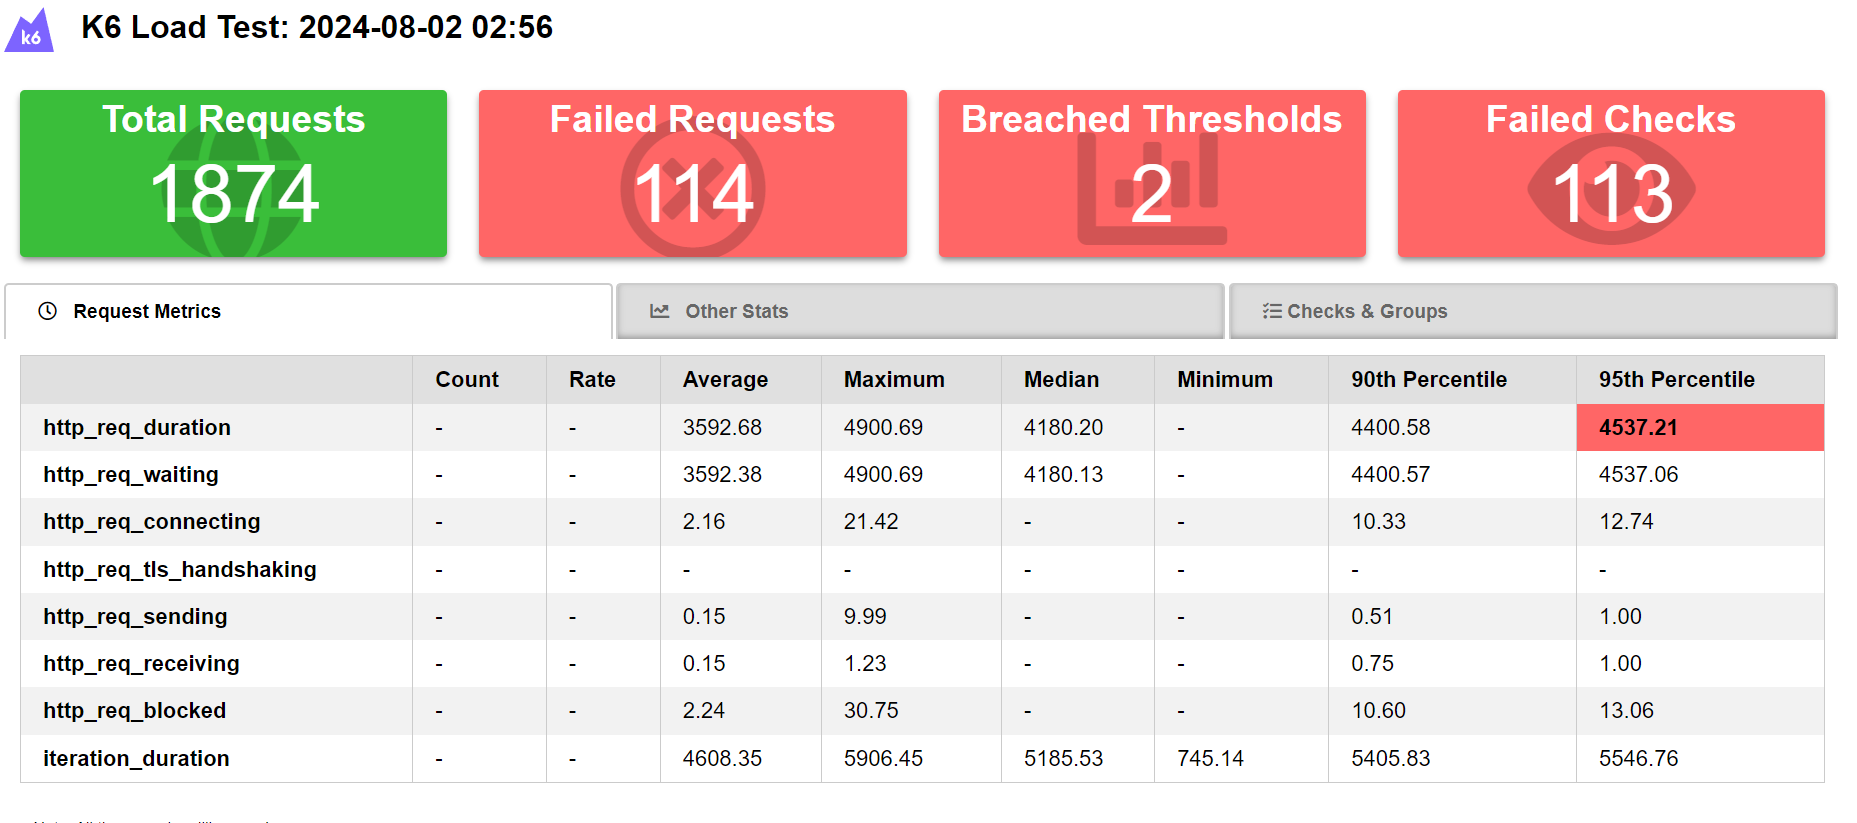 k6 K6 Load Test: 2024-08-02 02:56
Total Requests Failed Requests Breached Thresholds Failed Checks
1874 114 2 113
Request Metrics Other Stats Checks & Groups
Count Rate Average Maximum Median Minimum 90th Percentile 95th Percentile
http_req_duration - - 3592.68 4900.69 4180.20 - 4400.58 4537.21
http_req_waiting - - 3592.38 4900.69 4180.13 - 4400.57 4537.06
http_req_connecting - - 2.16 21.42 - - 10.33 12.74
http_req_tls_handshaking - - - - - - - -
http_req_sending - - 0.15 9.99 - - 0.51 1.00
http_req_receiving - - 0.15 1.23 - - 0.75 1.00
http_req_blocked - - 2.24 30.75 - - 10.60 13.06
iteration_duration - - 4608.35 5906.45 5185.53 745.14 5405.83 5546.76